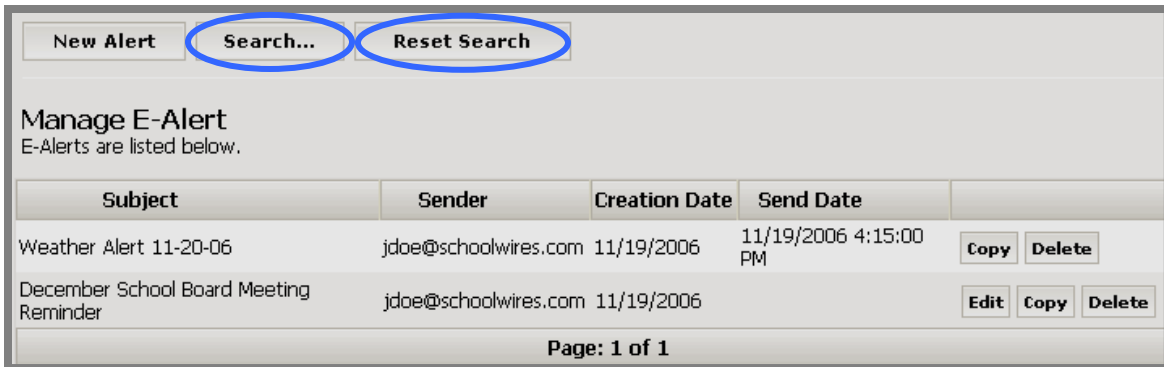 New Alert Search... Reset Search
Manage E-Alert
E-Alerts are listed below.
Subject Sender Creation Date Send Date
Weather Alert 11-20-06 jdoe@schoolwires.com 11/19/2006 11/19/2006 4:15:00 PM Copy Delete
December School Board Meeting Reminder jdoe@schoolwires.com 11/19/2006 Edit Copy Delete
Page: 1 of 1